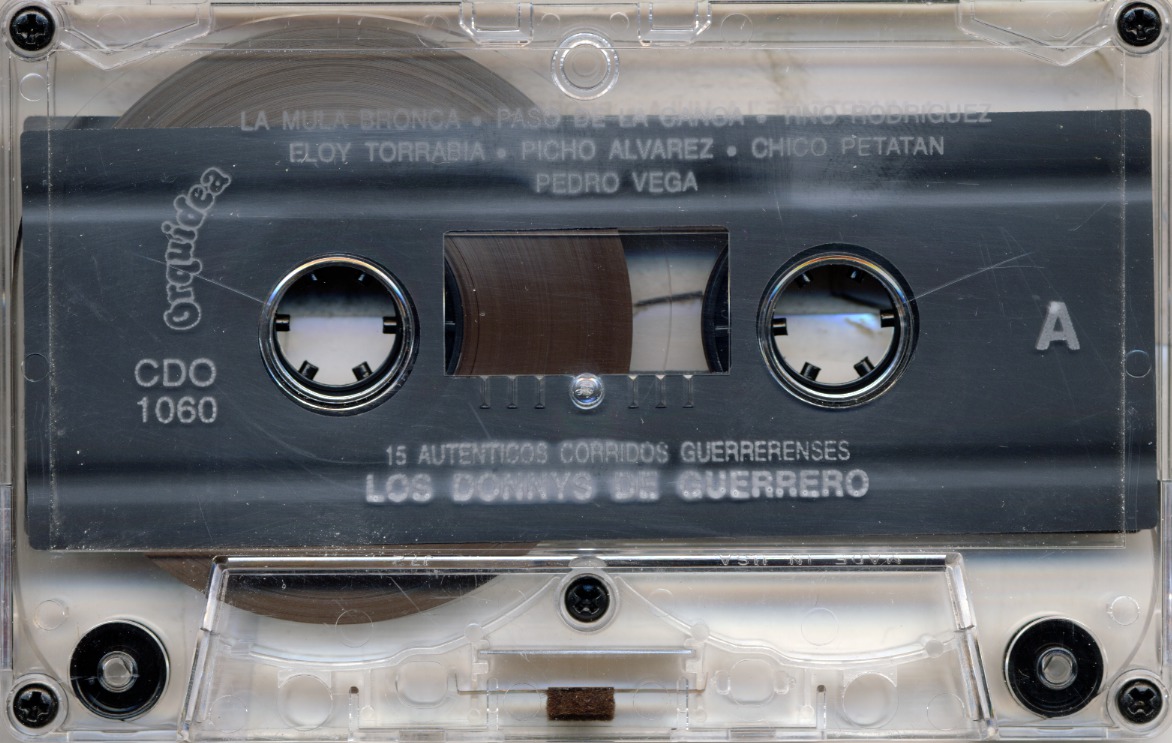 LA MULA BRONCA • PASO DE LA CANOA • TINO RODRIGUEZ
ELOY TORRABIA • PICHO ALVAREZ • CHICO PETATAN
PEDRO VEGA
orquidea
A
CDO
1060
15 AUTENTICOS CORRIDOS GUERRERENSES
LOS DONNYS DE GUERRERO